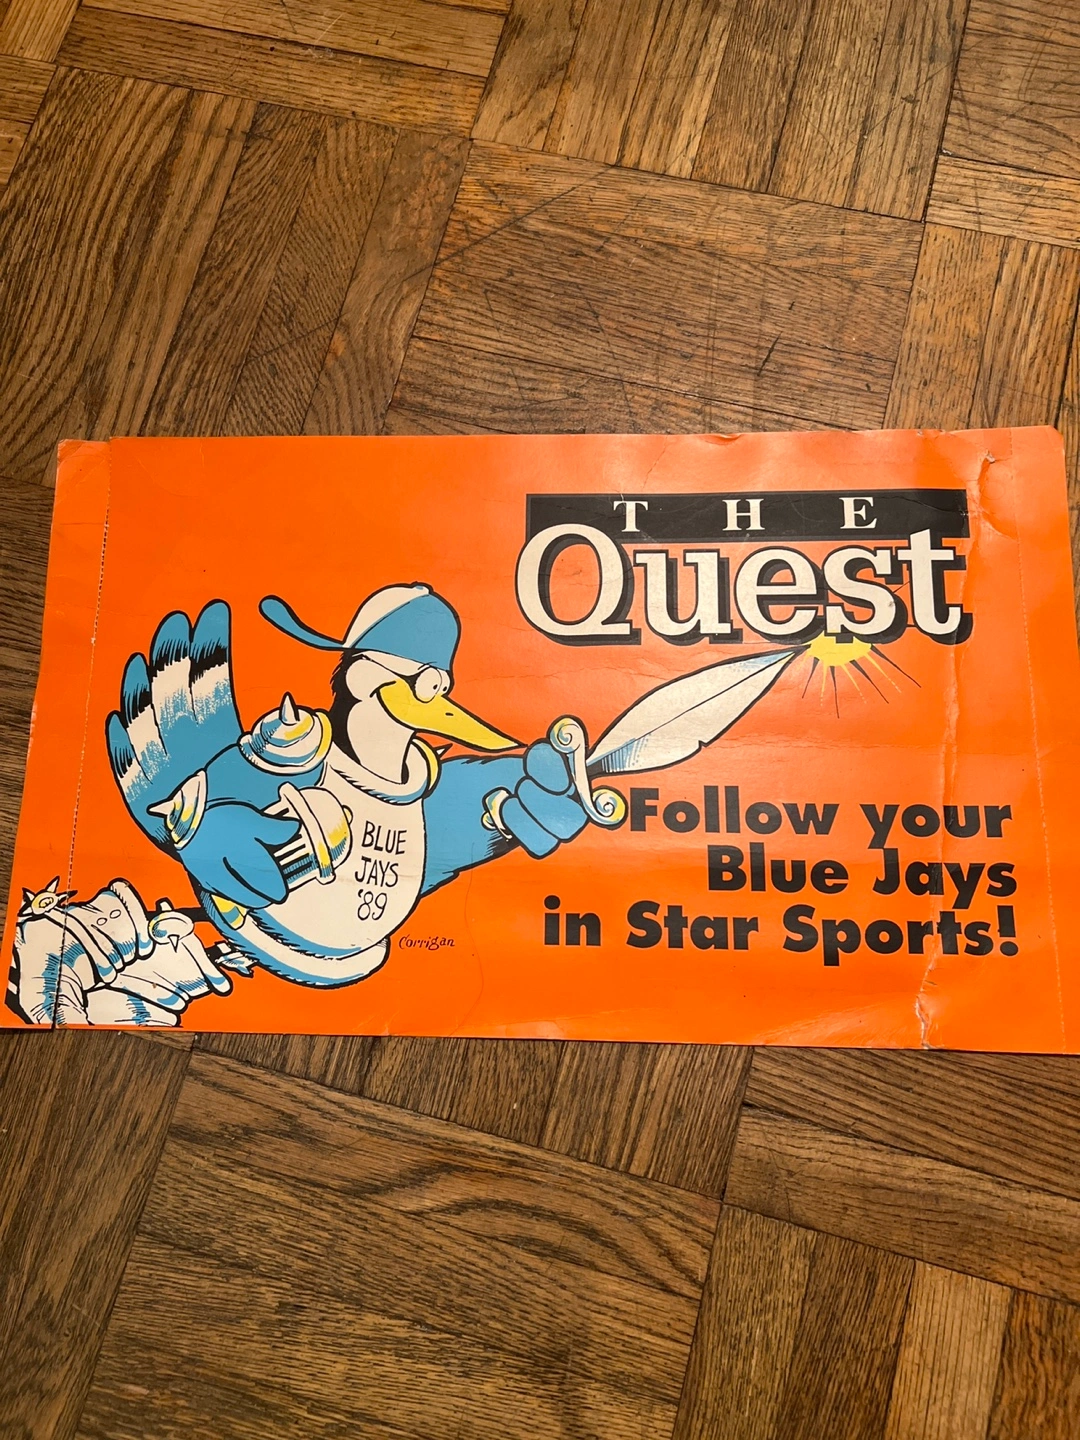 THE
Quest
Follow your
Blue Jays
in Star Sports!
BLUE
JAYS
'89
Corrigan